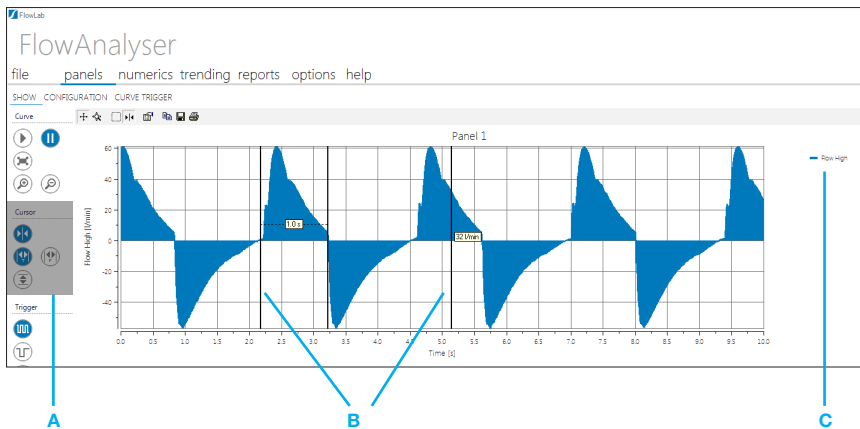 FlowLab
FlowAnalyser
file panels numerics trending reports options help
SHOW CONFIGURATION CURVE TRIGGER
Curve
Cursor
Trigger
Panel 1
Flow High
Flow High [l/min]
60
40
20
0
-20
-40
1.0 s
32 l/min
0.0 0.5 1.0 1.5 2.0 2.5 3.0 3.5 4.0 4.5 5.0 5.5 6.0 6.5 7.0 7.5 8.0 8.5 9.0 9.5 10.0
Time [s]
A B C